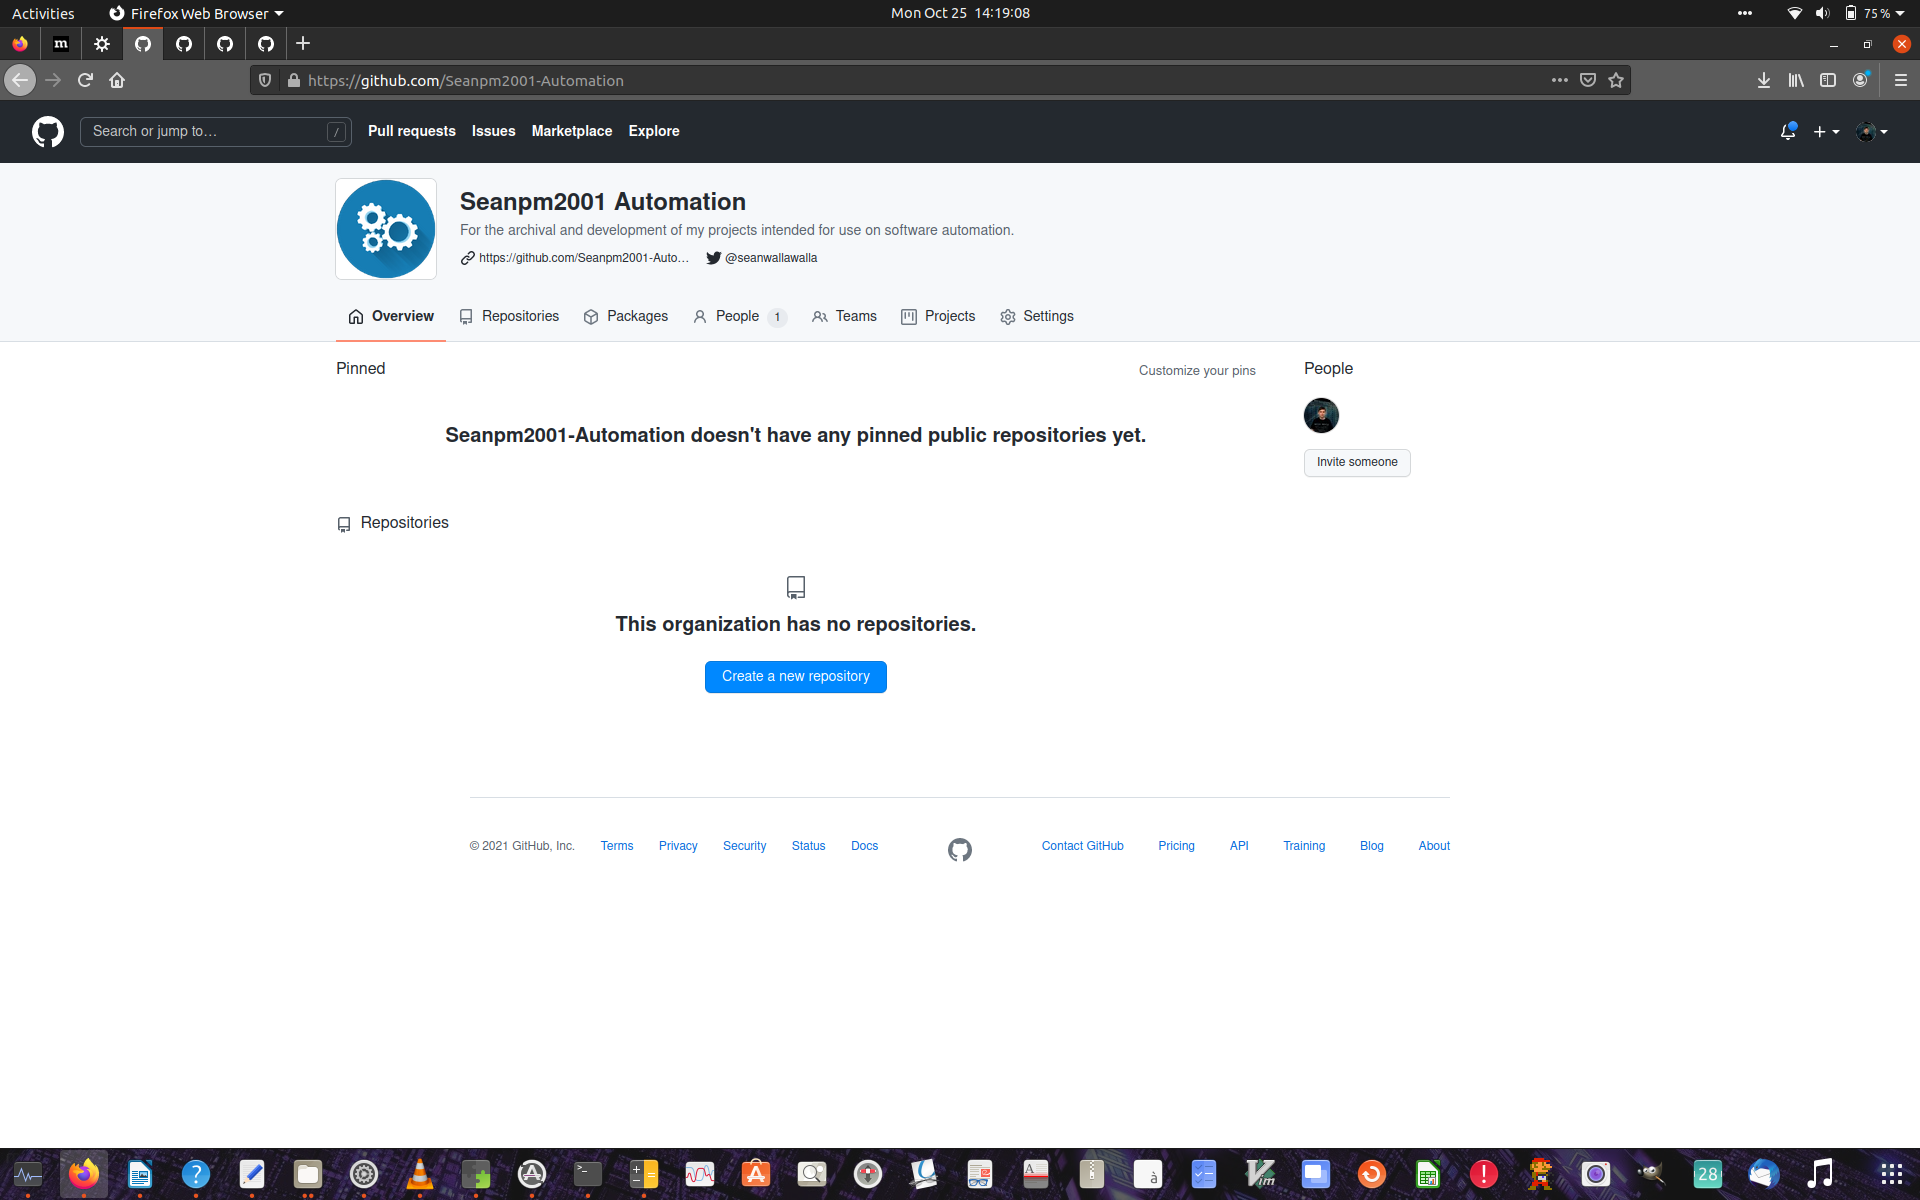 Activities Firefox Web Browser Mon Oct 25 14:19:08 75 %
m
https://github.com/Seanpm2001-Automation
Search or jump to… / Pull requests Issues Marketplace Explore
Seanpm2001 Automation
For the archival and development of my projects intended for use on software automation.
https://github.com/Seanpm2001-Auto… @seanwallawalla
Overview Repositories Packages People 1 Teams Projects Settings
Pinned Customize your pins People
Seanpm2001-Automation doesn't have any pinned public repositories yet.
Invite someone
Repositories
This organization has no repositories.
Create a new repository
© 2021 GitHub, Inc. Terms Privacy Security Status Docs Contact GitHub Pricing API Training Blog About
28